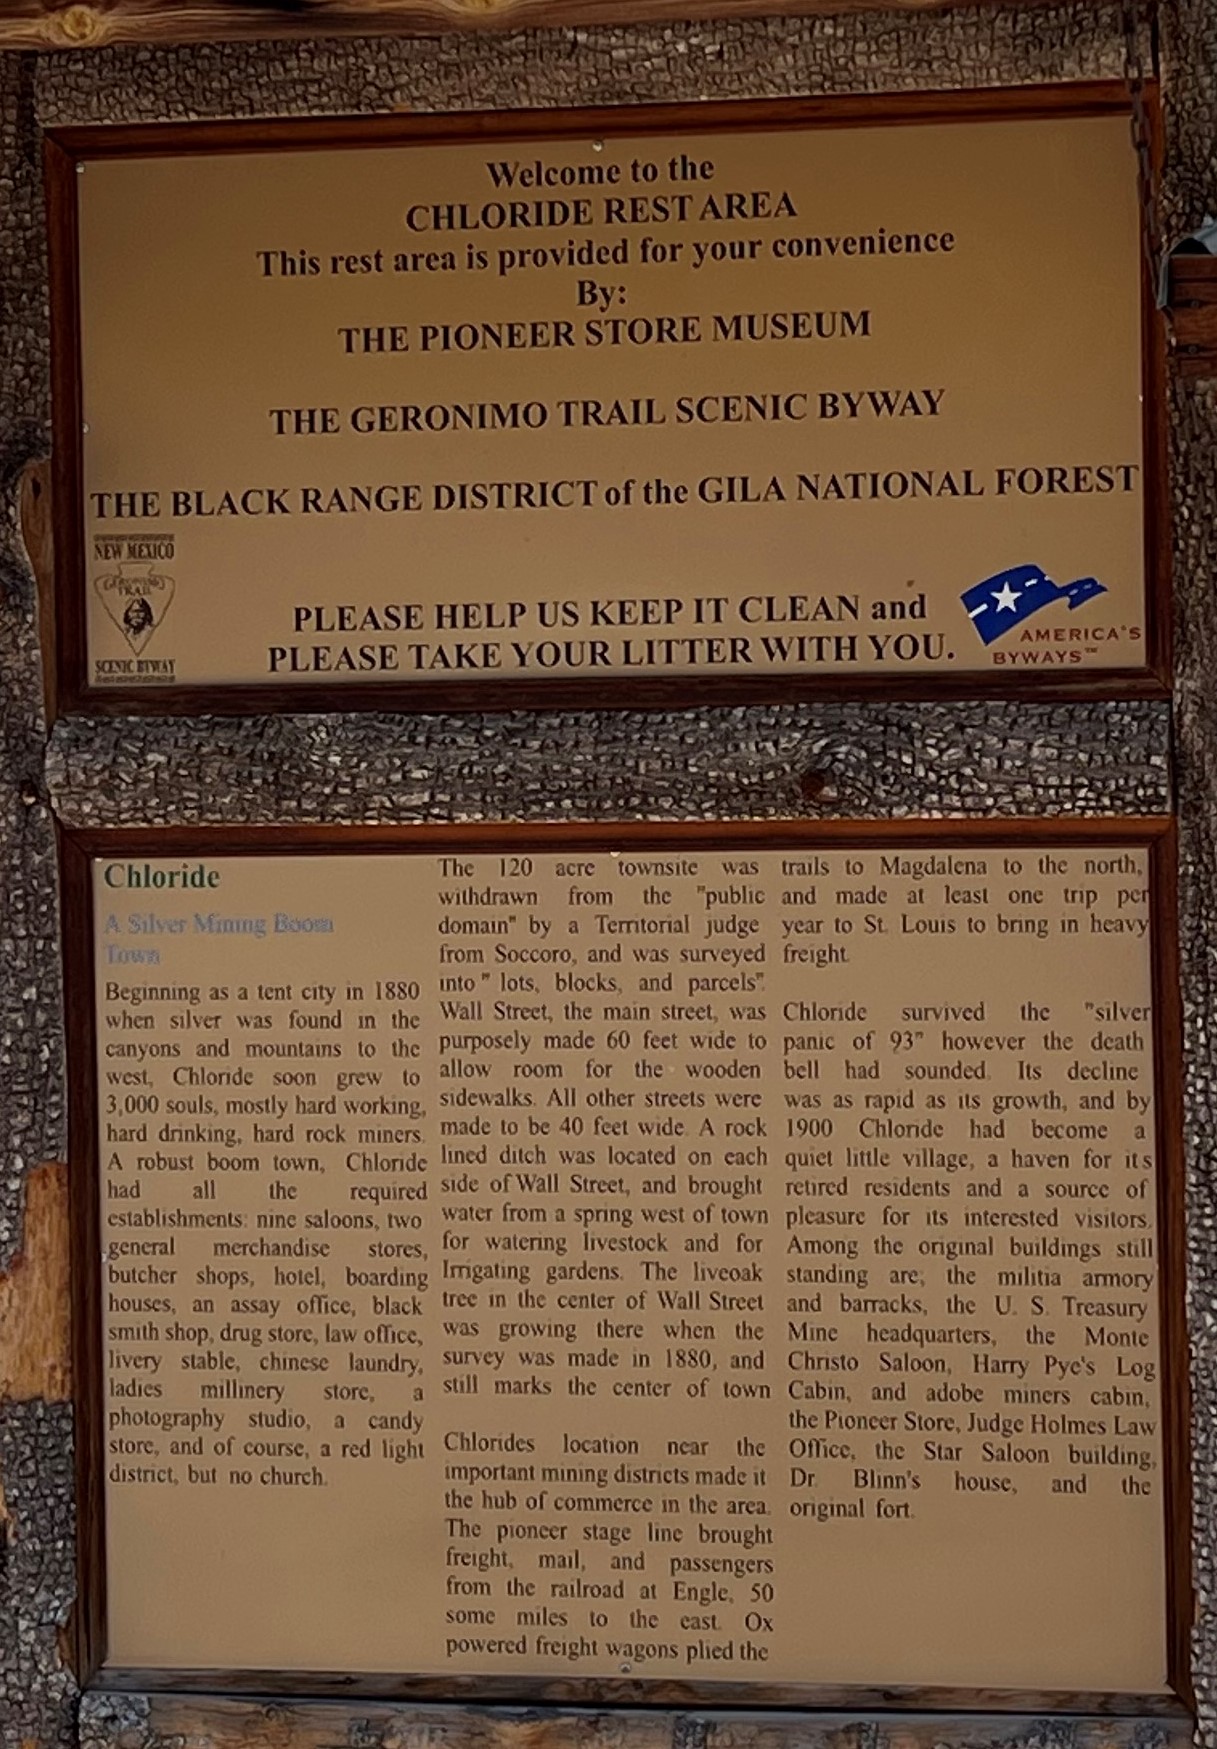 Welcome to the
CHLORIDE REST AREA
This rest area is provided for your convenience
By:
THE PIONEER STORE MUSEUM
THE GERONIMO TRAIL SCENIC BYWAY
THE BLACK RANGE DISTRICT of the GILA NATIONAL FOREST
NEW MEXICO
GERONIMO
TRAIL
SCENIC BYWAY
PLEASE HELP US KEEP IT CLEAN and
PLEASE TAKE YOUR LITTER WITH YOU.
AMERICA'S
BYWAYS™
Chloride
A Silver Mining Boom
Town
Beginning as a tent city in 1880
when silver was found in the
canyons and mountains to the
west, Chloride soon grew to
3,000 souls, mostly hard working,
hard drinking, hard rock miners.
A robust boom town, Chloride
had all the required
establishments: nine saloons, two
general merchandise stores,
butcher shops, hotel, boarding
houses, an assay office, black
smith shop, drug store, law office,
livery stable, chinese laundry,
ladies millinery store, a
photography studio, a candy
store, and of course, a red light
district, but no church.
The 120 acre townsite was
withdrawn from the "public
domain" by a Territorial judge
from Soccoro, and was surveyed
into " lots, blocks, and parcels".
Wall Street, the main street, was
purposely made 60 feet wide to
allow room for the wooden
sidewalks. All other streets were
made to be 40 feet wide. A rock
lined ditch was located on each
side of Wall Street, and brought
water from a spring west of town
for watering livestock and for
Irrigating gardens. The liveoak
tree in the center of Wall Street
was growing there when the
survey was made in 1880, and
still marks the center of town
Chlorides location near the
important mining districts made it
the hub of commerce in the area.
The pioneer stage line brought
freight, mail, and passengers
from the railroad at Engle, 50
some miles to the east. Ox
powered freight wagons plied the
trails to Magdalena to the north,
and made at least one trip per
year to St. Louis to bring in heavy
freight.
Chloride survived the "silver
panic of 93" however the death
bell had sounded. Its decline
was as rapid as its growth, and by
1900 Chloride had become a
quiet little village, a haven for its
retired residents and a source of
pleasure for its interested visitors.
Among the original buildings still
standing are; the militia armory
and barracks, the U. S. Treasury
Mine headquarters, the Monte
Christo Saloon, Harry Pye's Log
Cabin, and adobe miners cabin,
the Pioneer Store, Judge Holmes Law
Office, the Star Saloon building,
Dr. Blinn's house, and the
original fort.